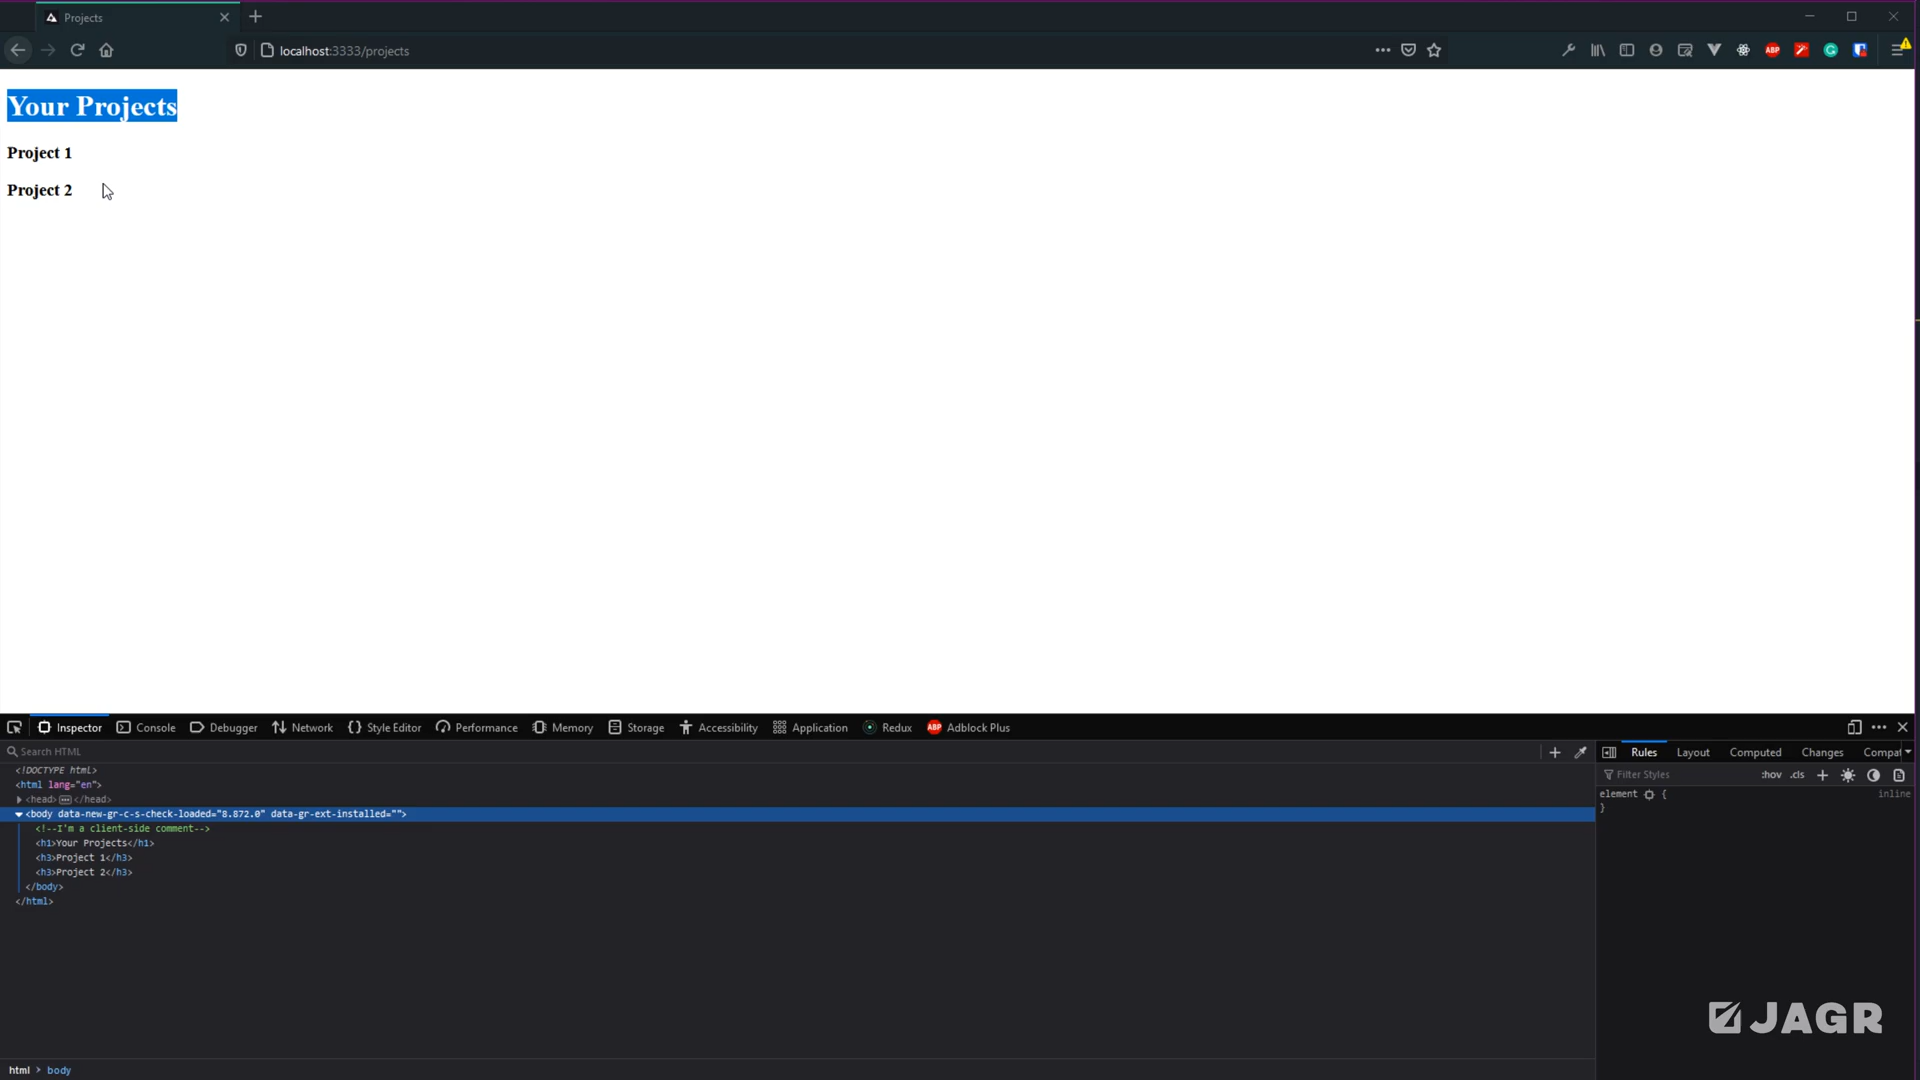 Projects
localhost:3333/projects
ABP
Your Projects
Project 1
Project 2
Inspector Console Debugger Network Style Editor Performance Memory Storage Accessibility Application Redux ABP Adblock Plus
Search HTML
Rules Layout Computed Changes Compat
Filter Styles :hov .cls
<!DOCTYPE html>
<html lang="en">
<head> </head>
<body data-new-gr-c-s-check-loaded="8.872.0" data-gr-ext-installed="">
<!--I'm a client-side comment-->
<h1>Your Projects</h1>
<h3>Project 1</h3>
<h3>Project 2</h3>
</body>
</html>
element { inline
}
JAGR
html > body